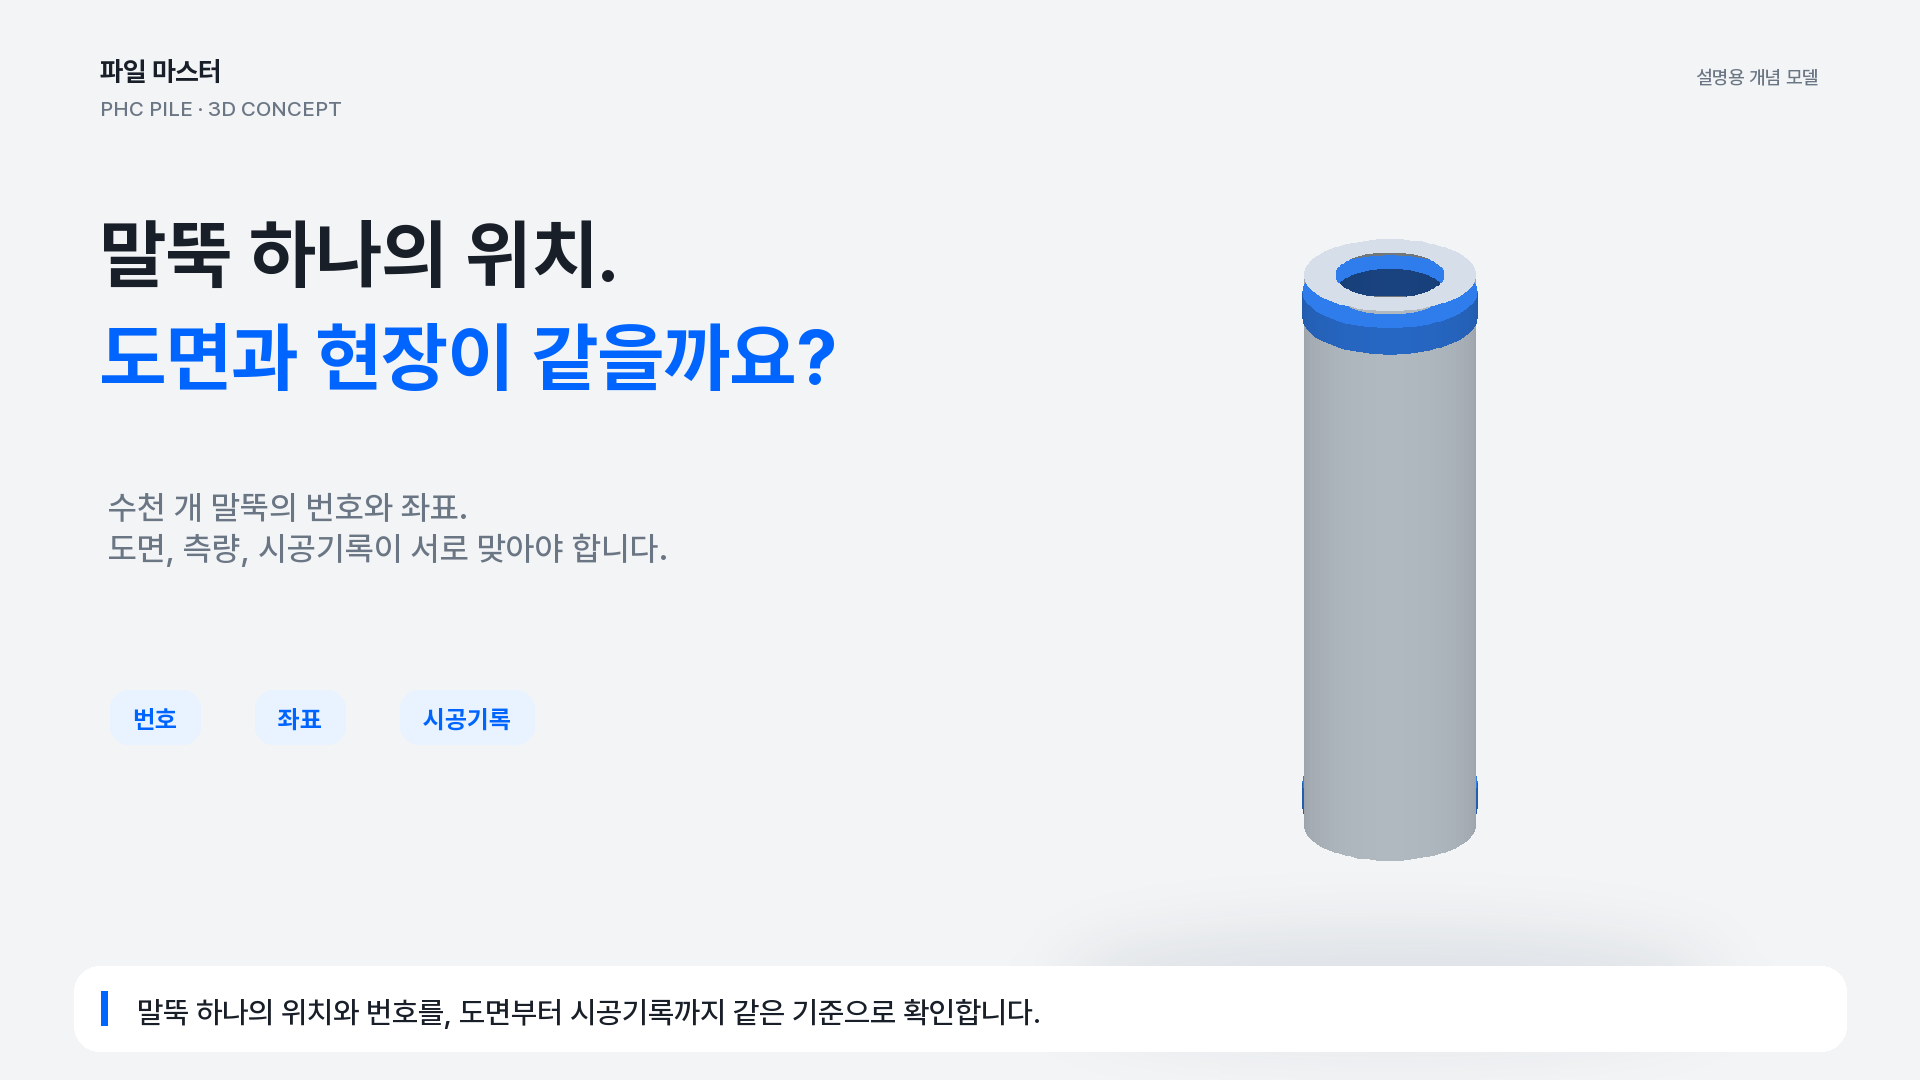 파일 마스터
PHC PILE · 3D CONCEPT
설명용 개념 모델
말뚝 하나의 위치.
도면과 현장이 같을까요?
수천 개 말뚝의 번호와 좌표.
도면, 측량, 시공기록이 서로 맞아야 합니다.
번호
좌표
시공기록
말뚝 하나의 위치와 번호를, 도면부터 시공기록까지 같은 기준으로 확인합니다.